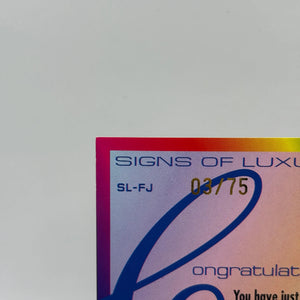 SIGNS OF LUXU
SL-FJ 03/75
ongratulat
You have just